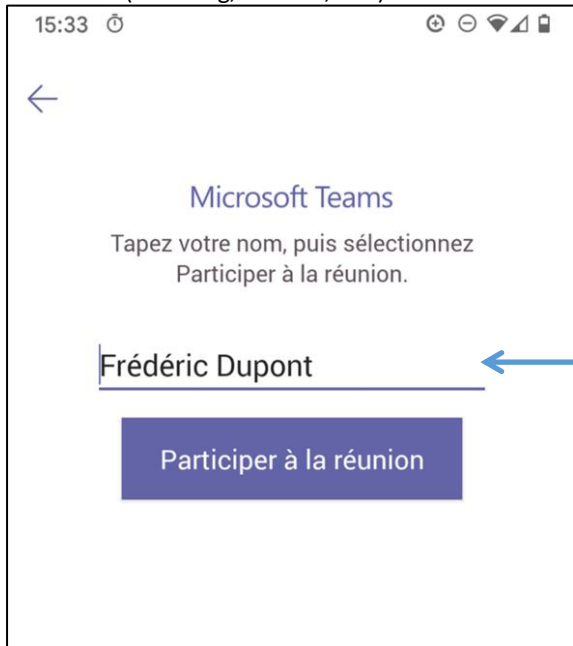 15:33
Microsoft Teams
Tapez votre nom, puis sélectionnez
Participer à la réunion.
Frédéric Dupont
Participer à la réunion